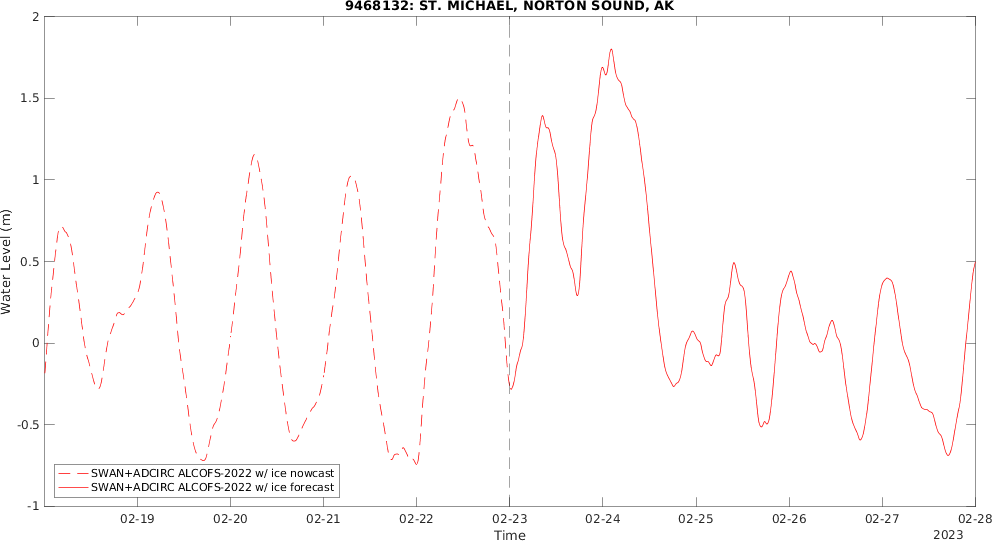 9468132: ST. MICHAEL, NORTON SOUND, AK
2
1.5
1
0.5
0
-0.5
-1
Water Level (m)
SWAN+ADCIRC ALCOFS-2022 w/ ice nowcast
SWAN+ADCIRC ALCOFS-2022 w/ ice forecast
02-19 02-20 02-21 02-22 02-23 02-24 02-25 02-26 02-27 02-28
Time
2023